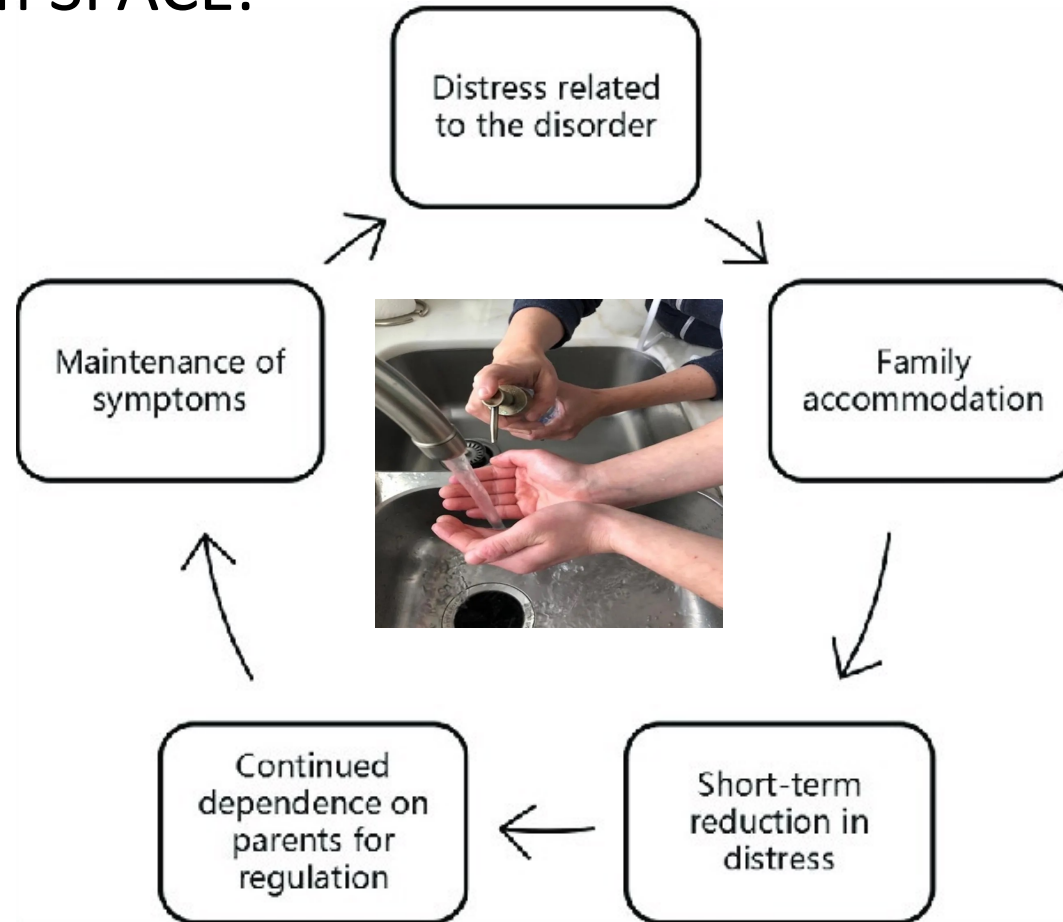 SPACE?
Distress related
to the disorder
Family
accommodation
Short-term
reduction in
distress
Continued
dependence on
parents for
regulation
Maintenance of
symptoms